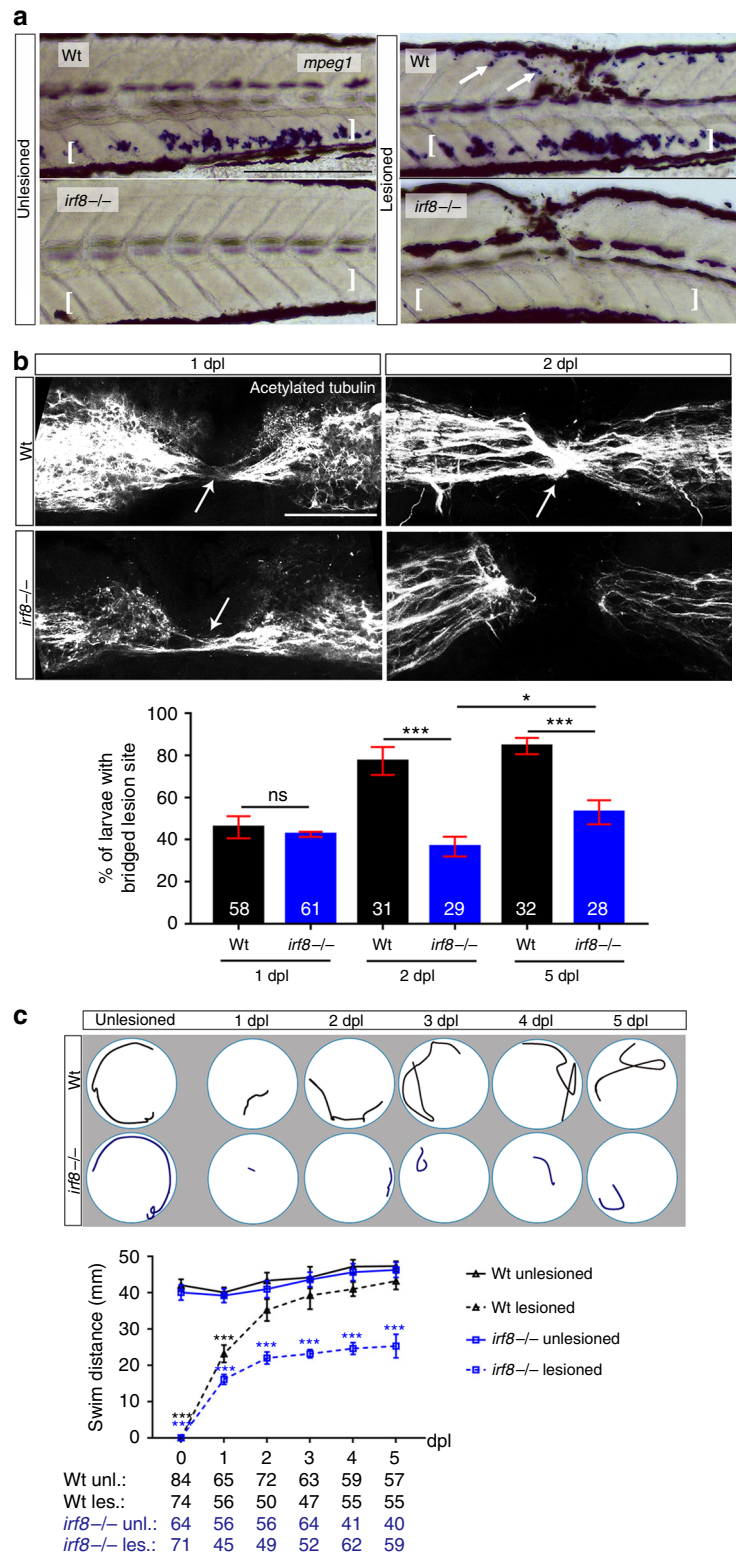 a
Unlesioned
Wt
mpeg1
[ ]
irf8–/–
[ ]
Lesioned
Wt
[ ]
irf8–/–
[ ]
b
1 dpl
2 dpl
Wt
Acetylated tubulin
irf8–/–
% of larvae with
bridged lesion site
100
80
60
40
20
0
ns
***
*
***
58
61
31
29
32
28
Wt
irf8–/–
Wt
irf8–/–
Wt
irf8–/–
1 dpl
2 dpl
5 dpl
c
Unlesioned
1 dpl
2 dpl
3 dpl
4 dpl
5 dpl
Wt
irf8–/–
Swim distance (mm)
50
40
30
20
10
0
***
***
***
***
***
***
***
***
0 1 2 3 4 5
dpl
Wt unlesioned
Wt lesioned
irf8–/– unlesioned
irf8–/– lesioned
Wt unl.: 84 65 72 63 59 57
Wt les.: 74 56 50 47 55 55
irf8–/– unl.: 64 56 56 64 41 40
irf8–/– les.: 71 45 49 52 62 59